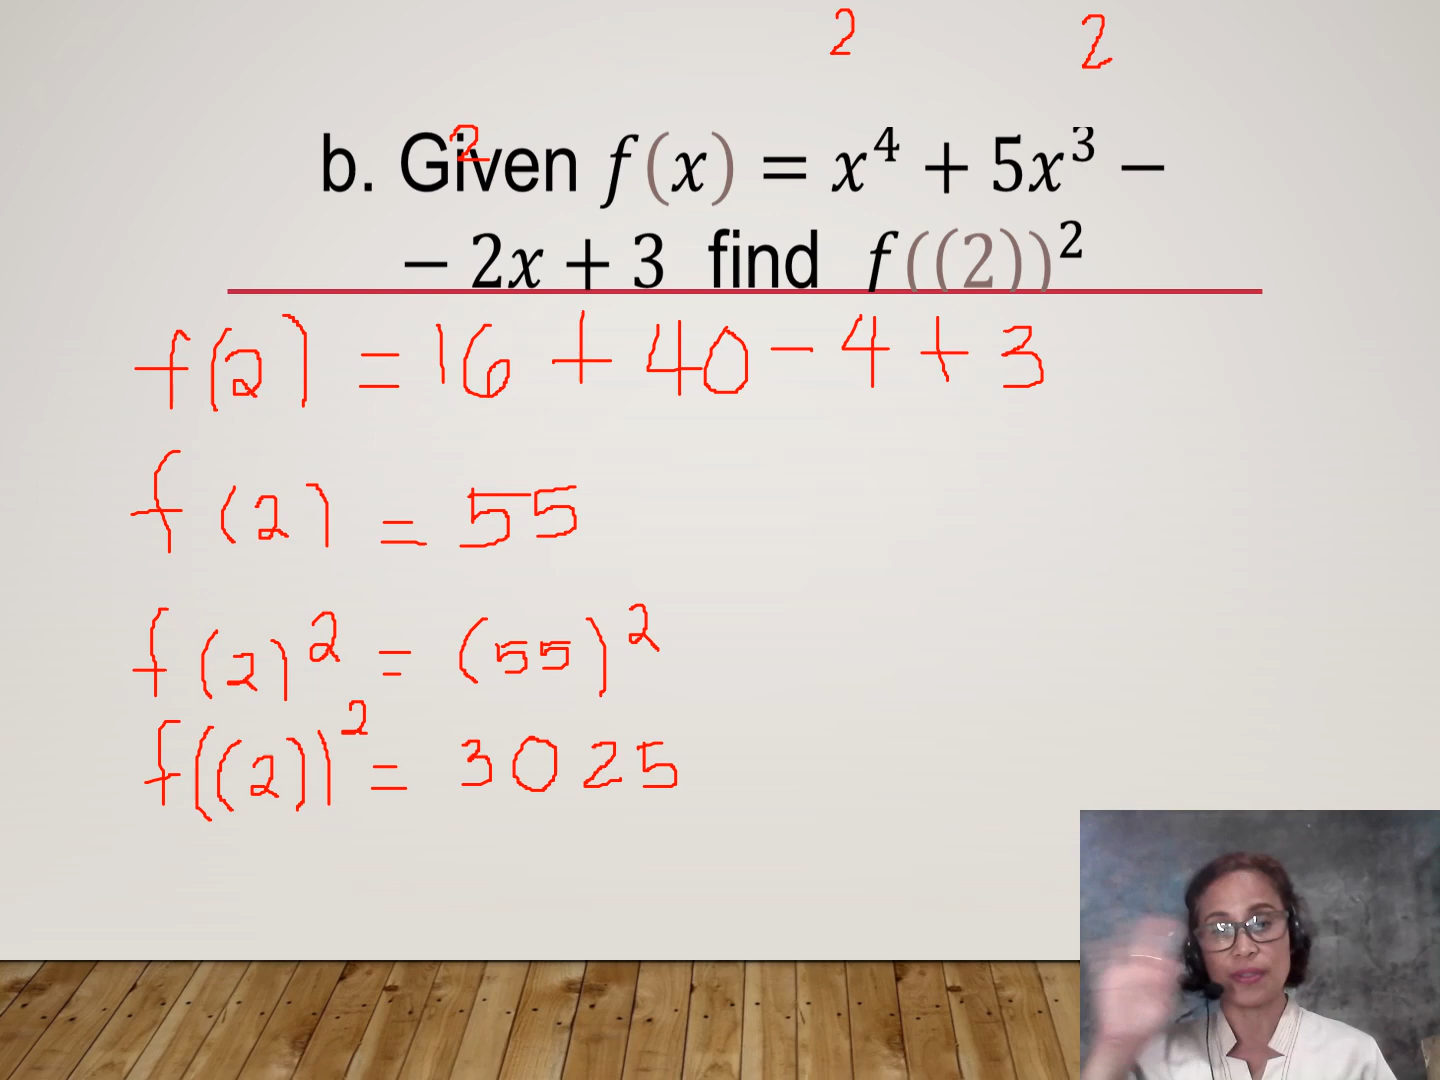 2 2
2
b. Given f(x) = x⁴ + 5x³ −
− 2x + 3 find f((2))²
f(2) = 16 + 40 - 4 + 3
f(2) = 55
f(2)² = (55)²
f((2))² = 3025